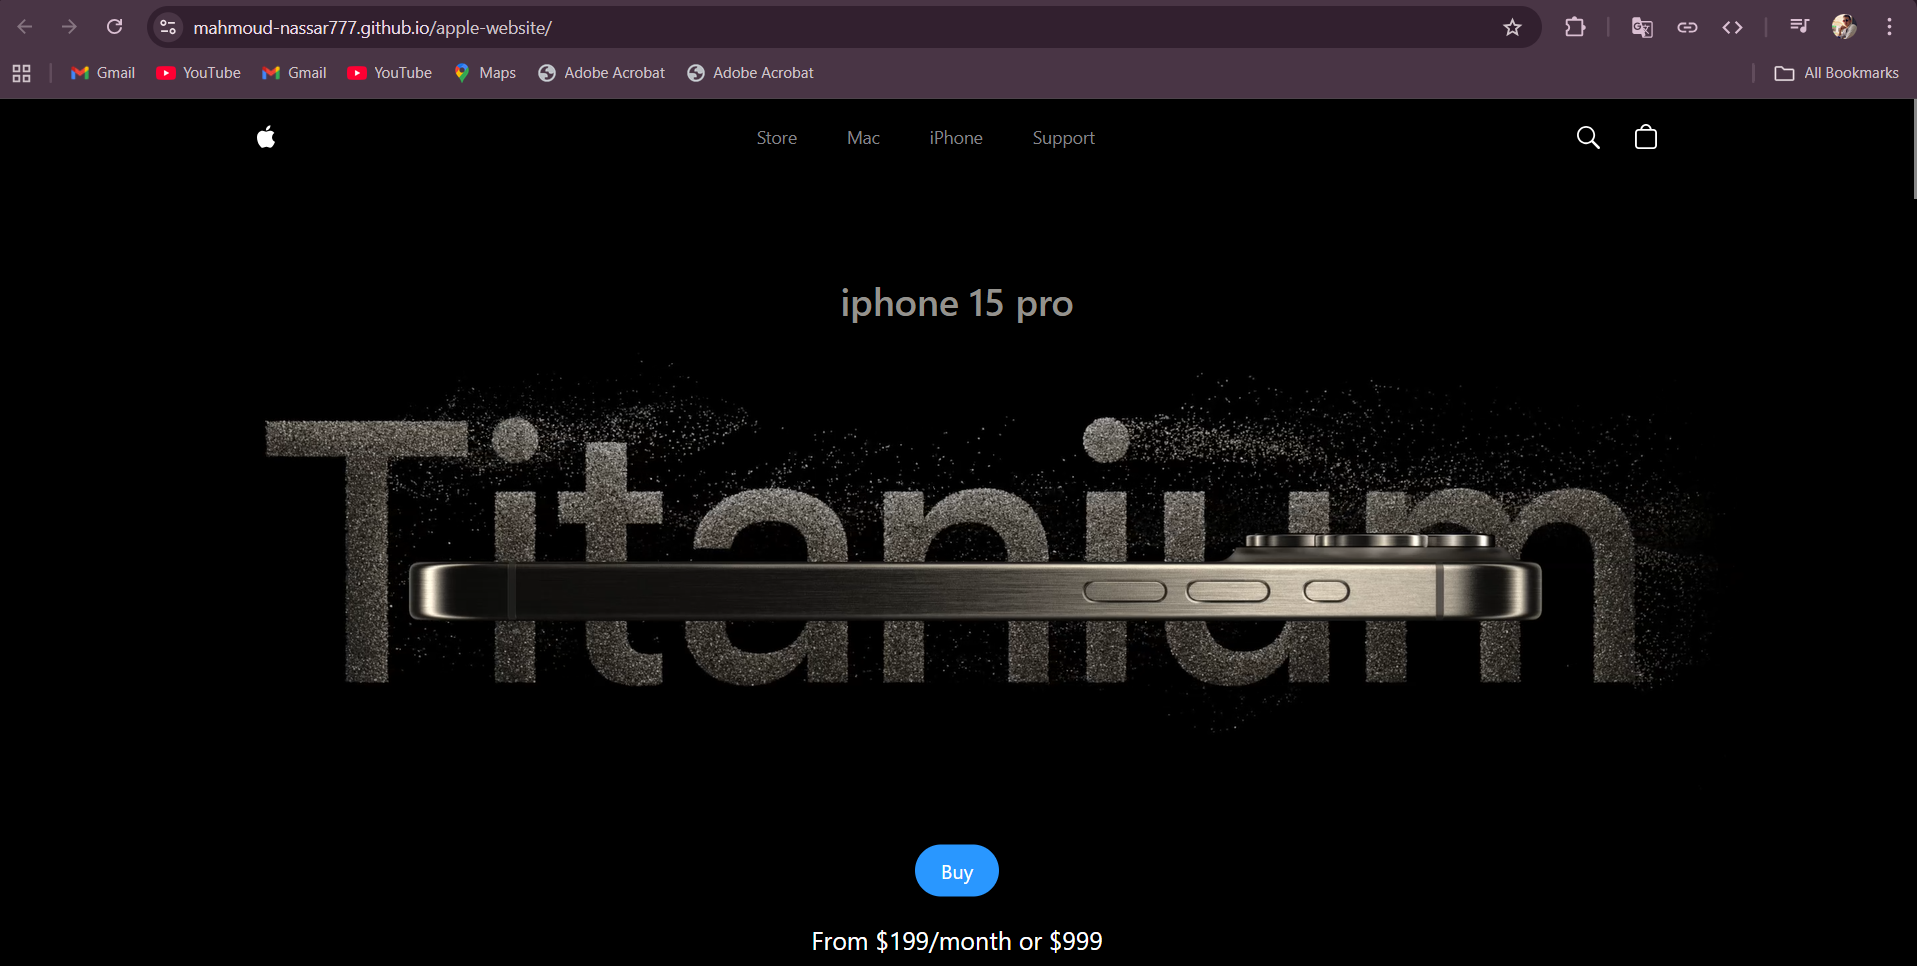 mahmoud-nassar777.github.io/apple-website/
Gmail YouTube Gmail YouTube Maps Adobe Acrobat Adobe Acrobat All Bookmarks
Store Mac iPhone Support
iphone 15 pro
Titanium
Buy
From $199/month or $999